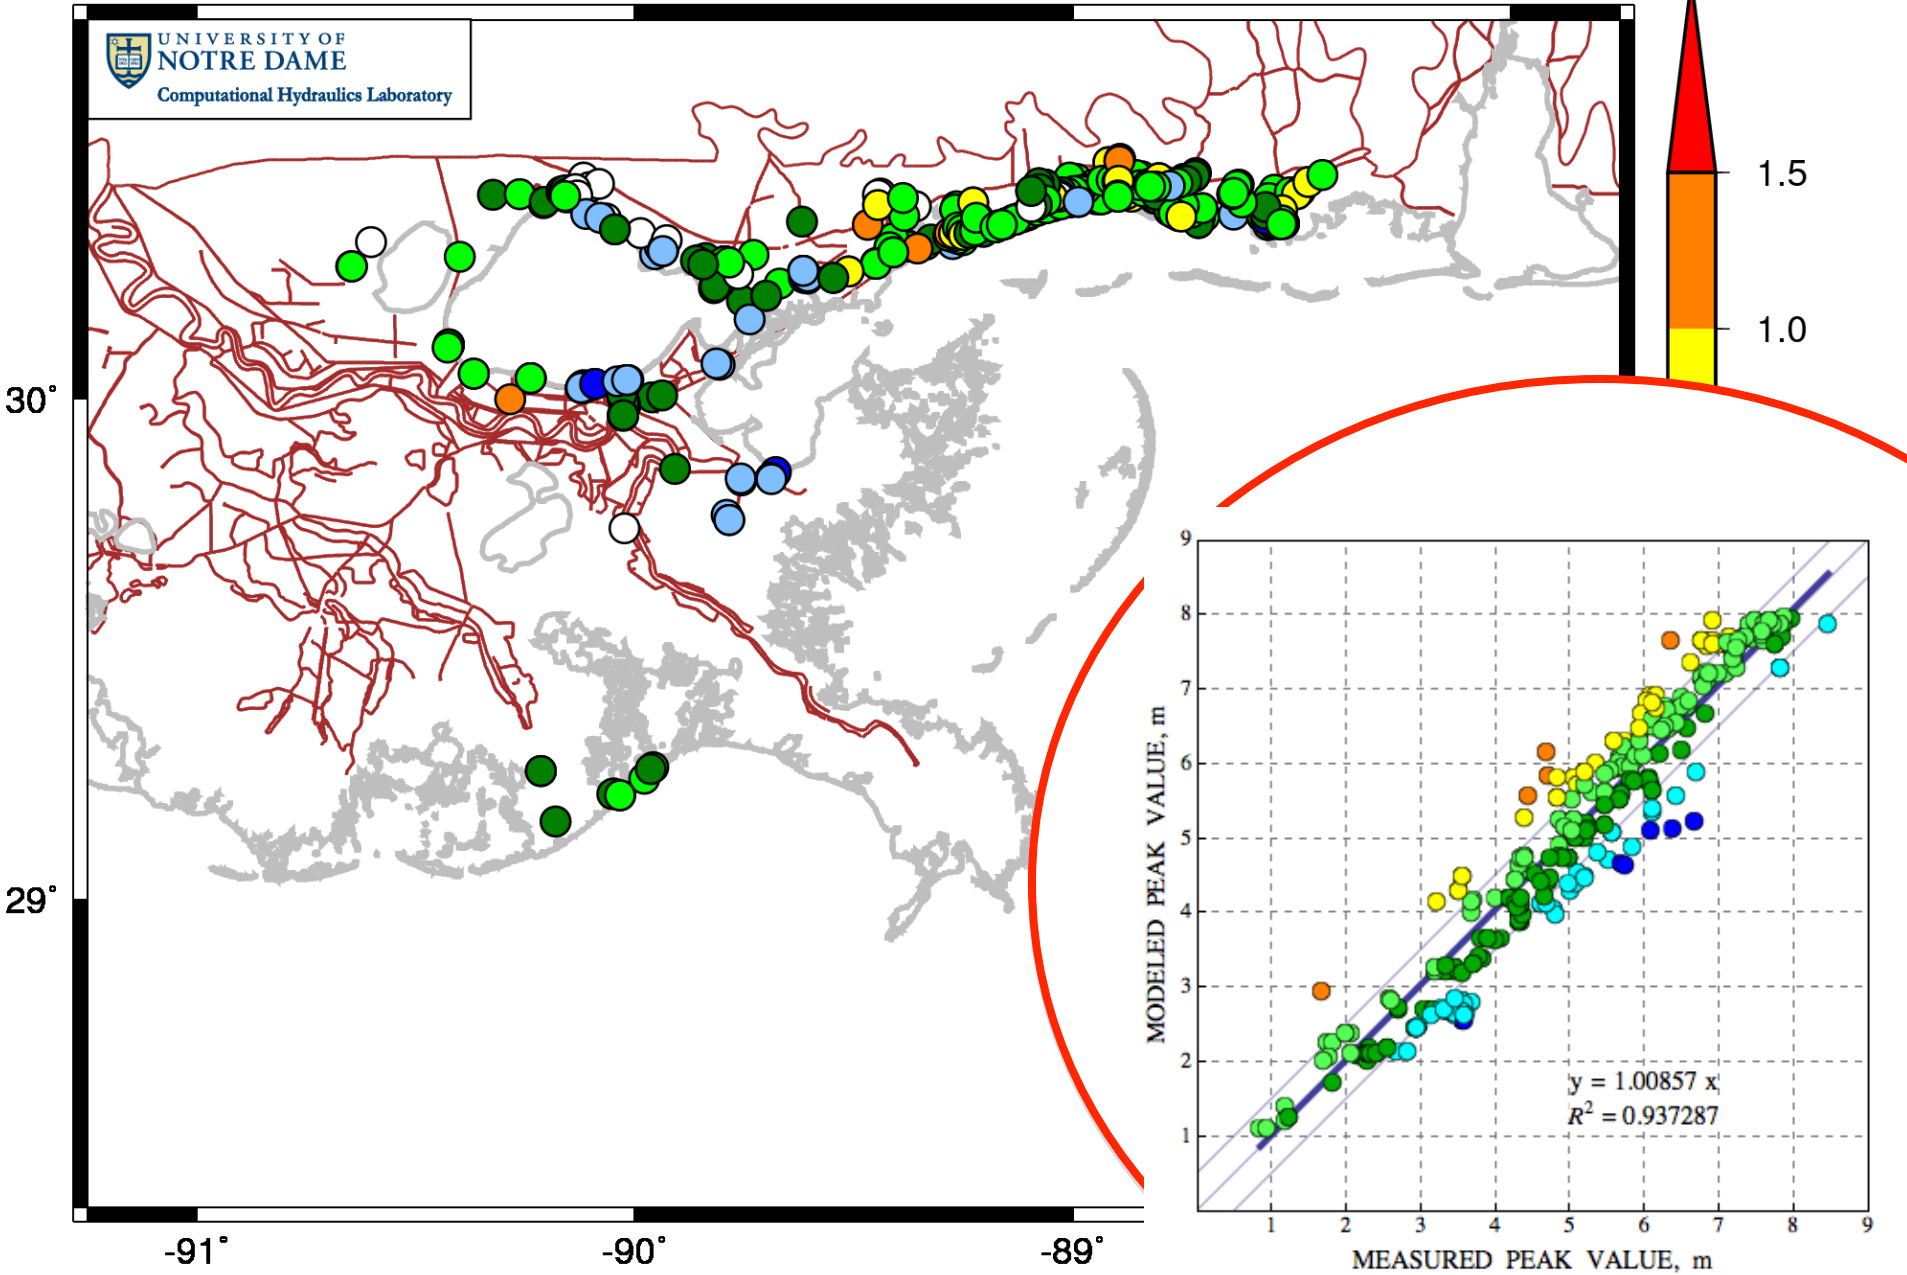 UNIVERSITY OF
NOTRE DAME
Computational Hydraulics Laboratory
1.5
1.0
30°
29°
-91°
-90°
-89°
MODELED PEAK VALUE, m
9
8
7
6
5
4
3
2
1
y = 1.00857 x
R² = 0.937287
1 2 3 4 5 6 7 8 9
MEASURED PEAK VALUE, m